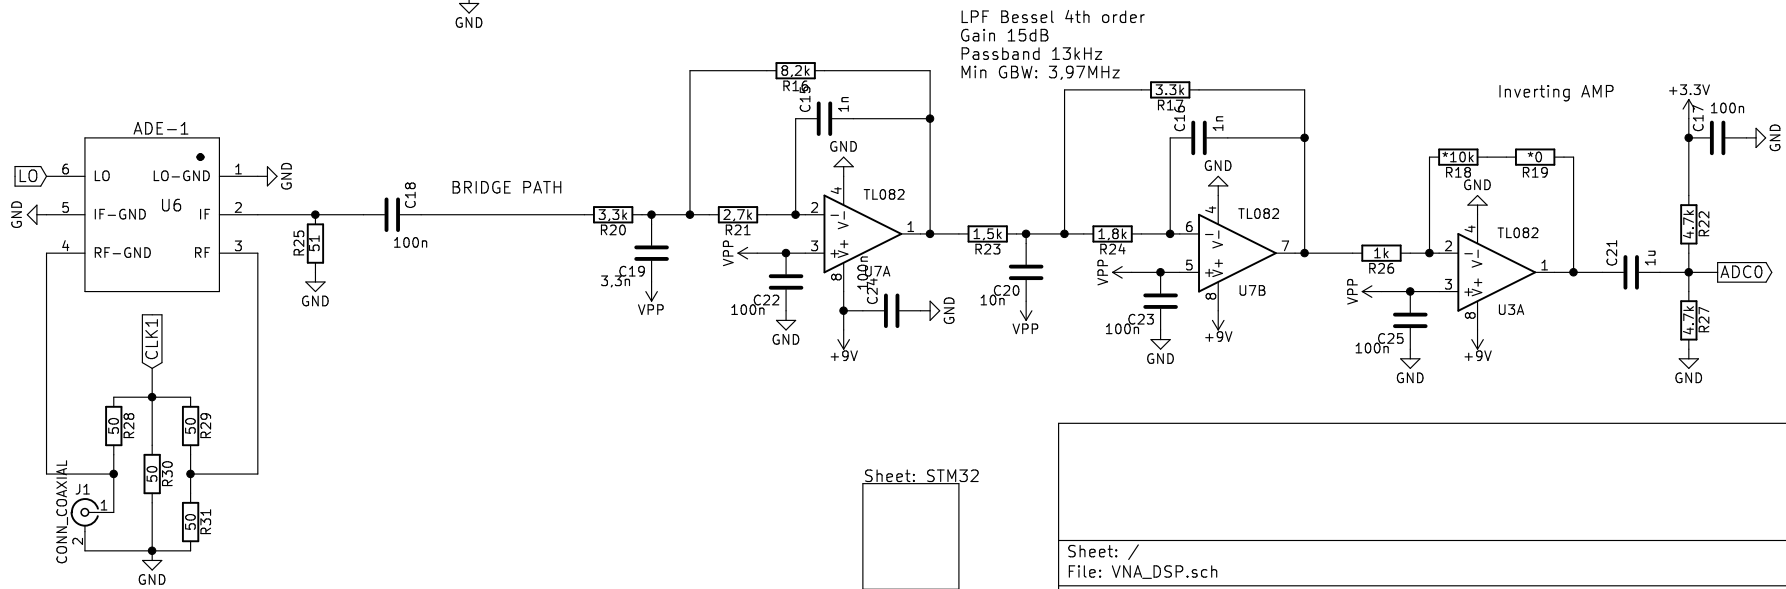 GND
LPF Bessel 4th order
Gain 15dB
Passband 13kHz
Min GBW: 3,97MHz
Inverting AMP
ADE-1
LO
6
LO
LO-GND
1
GND
U6
GND
5
IF-GND
IF
2
4
RF-GND
RF
3
R25
51
GND
C18
100n
BRIDGE PATH
3,3k
R20
C19
3,3n
VPP
8,2k
R16
C15
1n
2,7k
R21
VPP
C22
100n
GND
GND
4
TL082
2
3
1
-
V-
+
V+
8
U7A
100n
C24
GND
+9V
1,5k
R23
C20
10n
VPP
3.3k
R17
C16
1n
1,8k
R24
VPP
C23
100n
GND
GND
4
TL082
6
5
7
-
V-
+
V+
8
U7B
+9V
1k
R26
VPP
C25
100n
GND
*10k
R18
*0
R19
GND
4
TL082
2
3
1
-
V-
+
V+
8
U3A
+9V
C21
1u
+3.3V
C17
100n
GND
4.7k
R22
ADC0
4.7k
R27
GND
CLK1
50
R28
50
R29
50
R30
50
R31
J1
1
2
CONN_COAXIAL
GND
Sheet: STM32
Sheet: /
File: VNA_DSP.sch